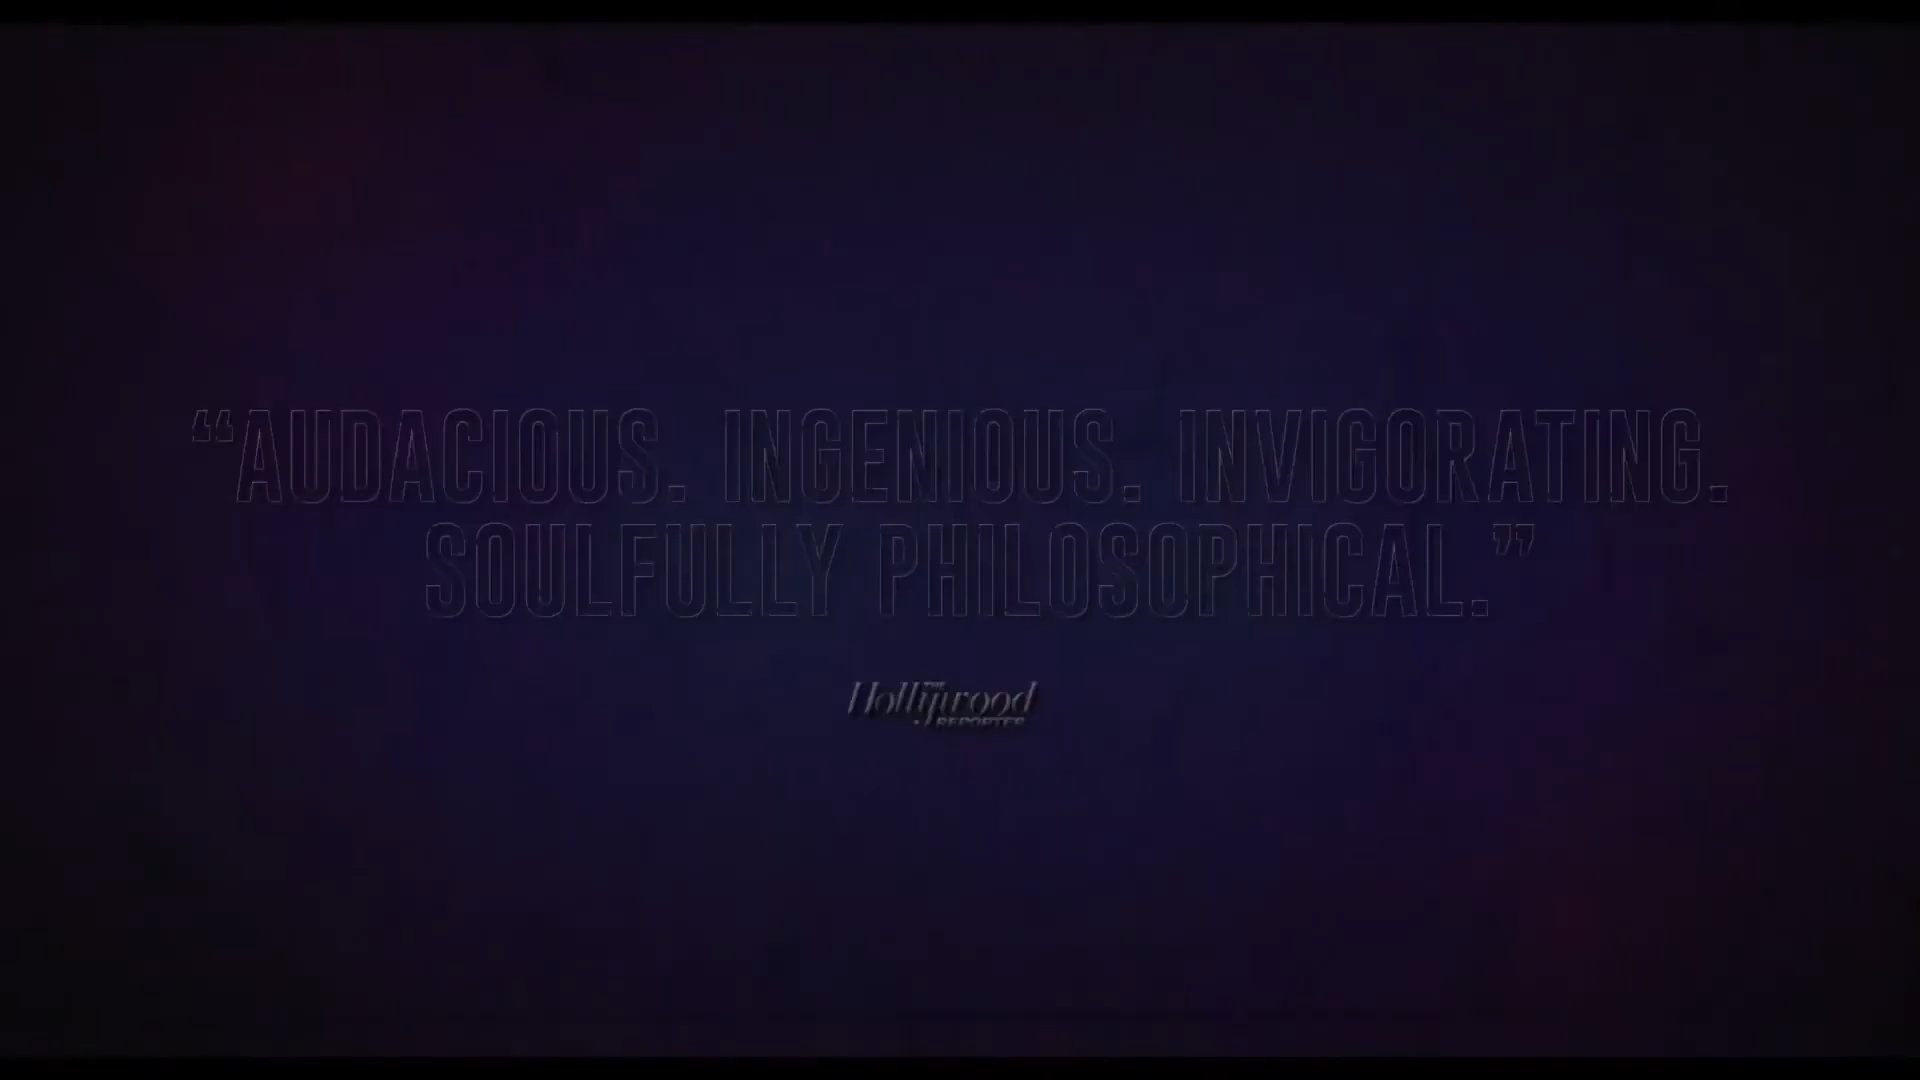 “AUDACIOUS. INGENIOUS. INVIGORATING.
SOULFULLY PHILOSOPHICAL.”
THE
Hollywood
REPORTER